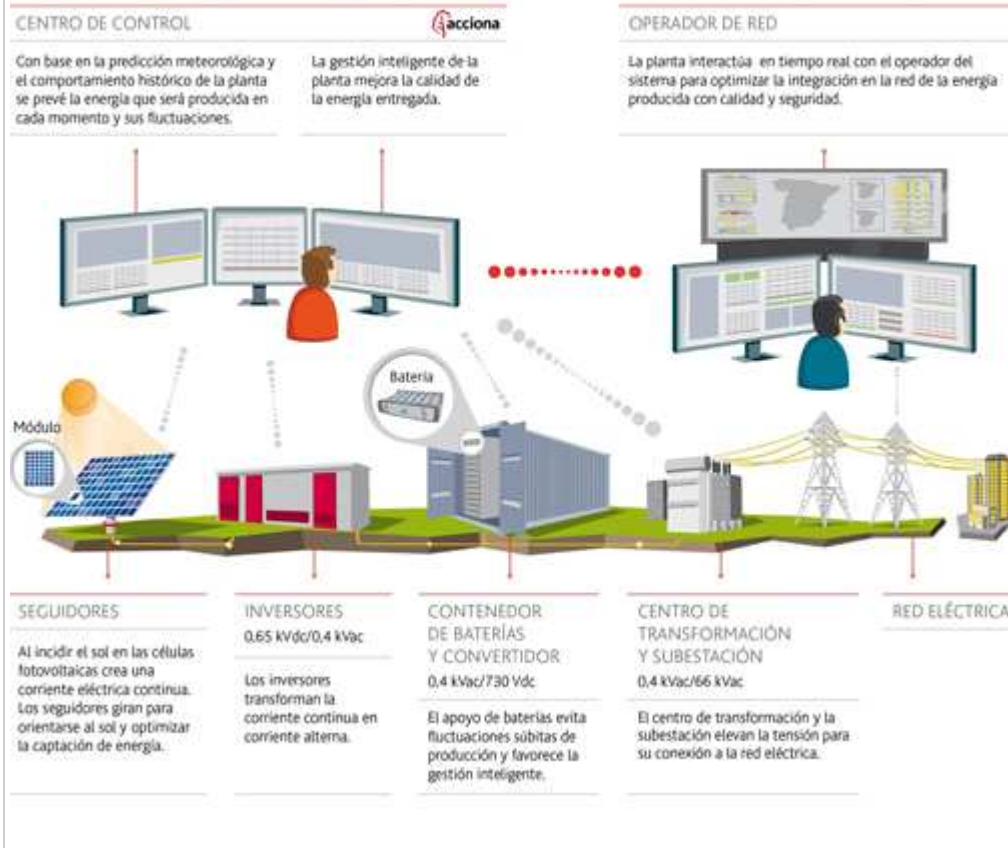 CENTRO DE CONTROL
acciona
Con base en la predicción meteorológica y
el comportamiento histórico de la planta
se prevé la energía que será producida en
cada momento y sus fluctuaciones.
La gestión inteligente de la
planta mejora la calidad de
la energía entregada.
OPERADOR DE RED
La planta interactúa en tiempo real con el operador del
sistema para optimizar la integración en la red de la energía
producida con calidad y seguridad.
Módulo
Batería
SEGUIDORES
Al incidir el sol en las células
fotovoltaicas crea una
corriente eléctrica continua.
Los seguidores giran para
orientarse al sol y optimizar
la captación de energía.
INVERSORES
0,65 kVdc/0,4 kVac
Los inversores
transforman la
corriente continua en
corriente alterna.
CONTENEDOR
DE BATERÍAS
Y CONVERTIDOR
0,4 kVac/730 Vdc
El apoyo de baterías evita
fluctuaciones súbitas de
producción y favorece la
gestión inteligente.
CENTRO DE
TRANSFORMACIÓN
Y SUBESTACIÓN
0,4 kVac/66 kVac
El centro de transformación y la
subestación elevan la tensión para
su conexión a la red eléctrica.
RED ELÉCTRICA